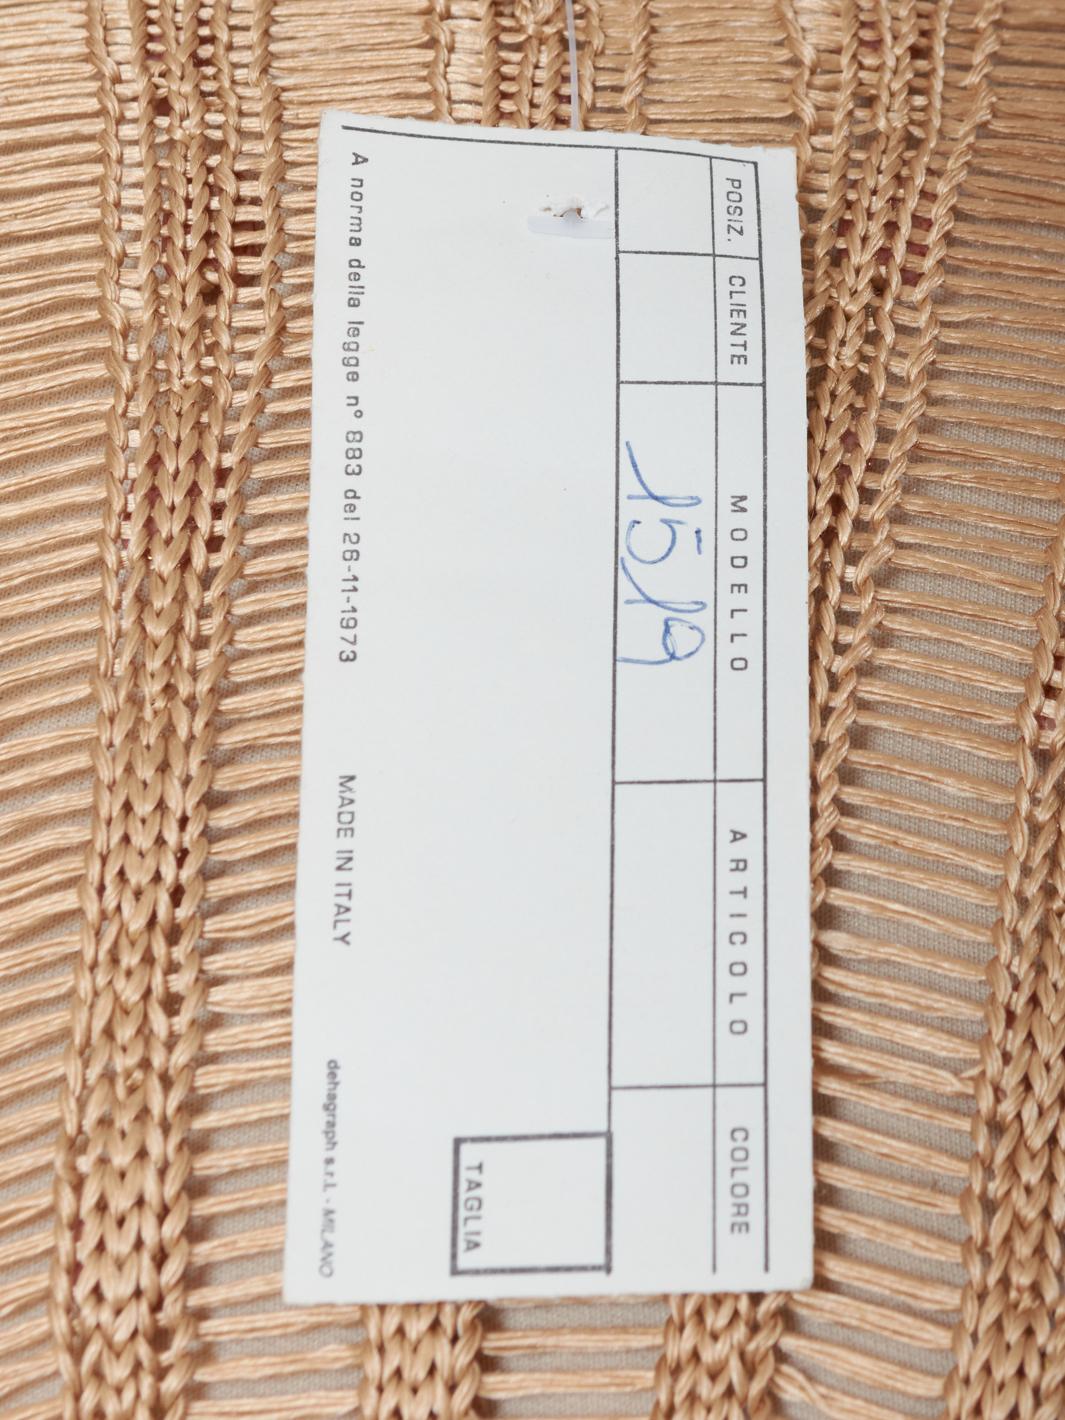 POSIZ. CLIENTE MODELLO ARTICOLO COLORE
1519
TAGLIA
A norma della legge n° 883 del 26-11-1973 MADE IN ITALY dehagraph s.r.l. - MILANO